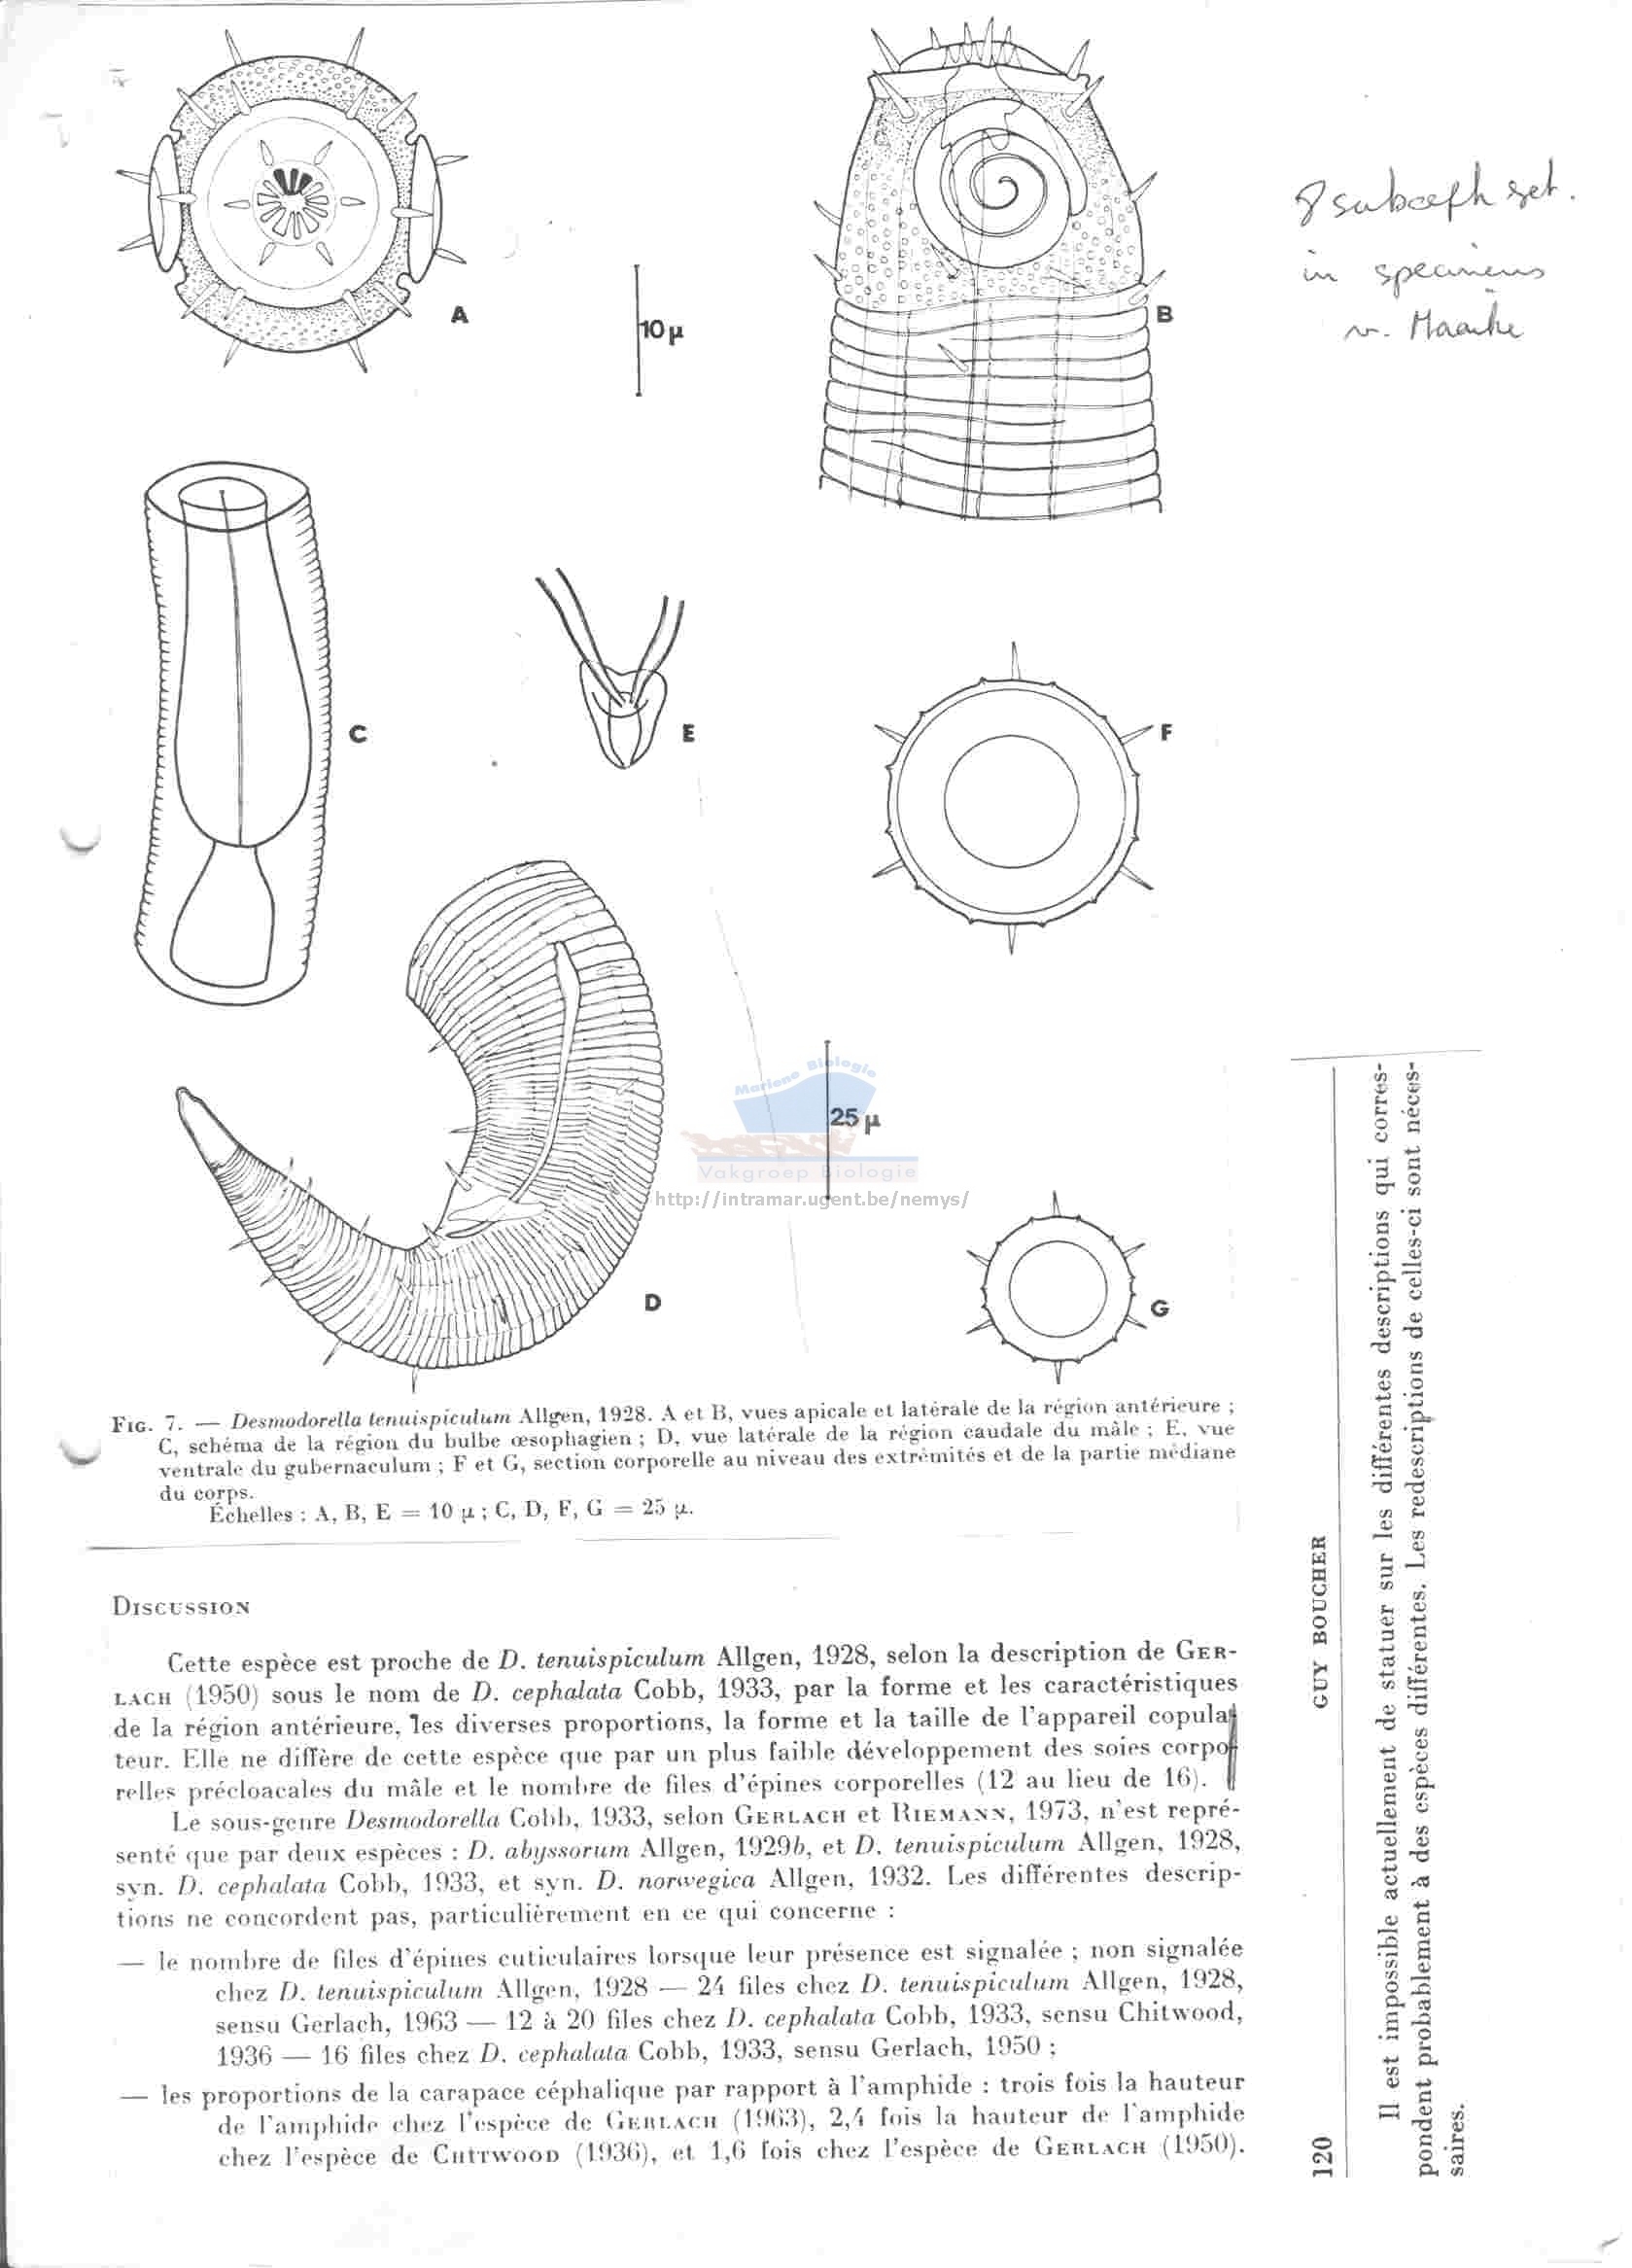 8 subceph set.
in specimens
v.
A
10 µ
B
C
E
F
Mariene Biologie
25 µ
Vakgroep Biologie
http://intramar.ugent.be/nemys/
D
G
Fig. 7. — Desmodorella tenuispiculum Allgen, 1928. A et B, vues apicale et latérale de la région antérieure ;
C, schéma de la région du bulbe œsophagien ; D, vue latérale de la région caudale du mâle ; E, vue
ventrale du gubernaculum ; F et G, section corporelle au niveau des extrémités et de la partie médiane
du corps.
Échelles : A, B, E = 10 µ ; C, D, F, G = 25 µ.
Discussion
Cette espèce est proche de D. tenuispiculum Allgen, 1928, selon la description de Ger-
lach (1950) sous le nom de D. cephalata Cobb, 1933, par la forme et les caractéristiques
de la région antérieure, les diverses proportions, la forme et la taille de l'appareil copula-
teur. Elle ne diffère de cette espèce que par un plus faible développement des soies corpo-
relles précloacales du mâle et le nombre de files d'épines corporelles (12 au lieu de 16).
Le sous-genre Desmodorella Cobb, 1933, selon Gerlach et Riemann, 1973, n'est repré-
senté que par deux espèces : D. abyssorum Allgen, 1929b, et D. tenuispiculum Allgen, 1928,
syn. D. cephalata Cobb, 1933, et syn. D. norwegica Allgen, 1932. Les différentes descrip-
tions ne concordent pas, particulièrement en ce qui concerne :
— le nombre de files d'épines cuticulaires lorsque leur présence est signalée ; non signalée
chez D. tenuispiculum Allgen, 1928 — 24 files chez D. tenuispiculum Allgen, 1928,
sensu Gerlach, 1963 — 12 à 20 files chez D. cephalata Cobb, 1933, sensu Chitwood,
1936 — 16 files chez D. cephalata Cobb, 1933, sensu Gerlach, 1950 ;
— les proportions de la carapace céphalique par rapport à l'amphide : trois fois la hauteur
de l'amphide chez l'espèce de Gerlach (1963), 2,4 fois la hauteur de l'amphide
chez l'espèce de Chitwood (1936), et 1,6 fois chez l'espèce de Gerlach (1950).
120 GUY BOUCHER
Il est impossible actuellement de statuer sur les différentes descriptions qui corres-
pondent probablement à des espèces différentes. Les redescriptions de celles-ci sont néces-
saires.